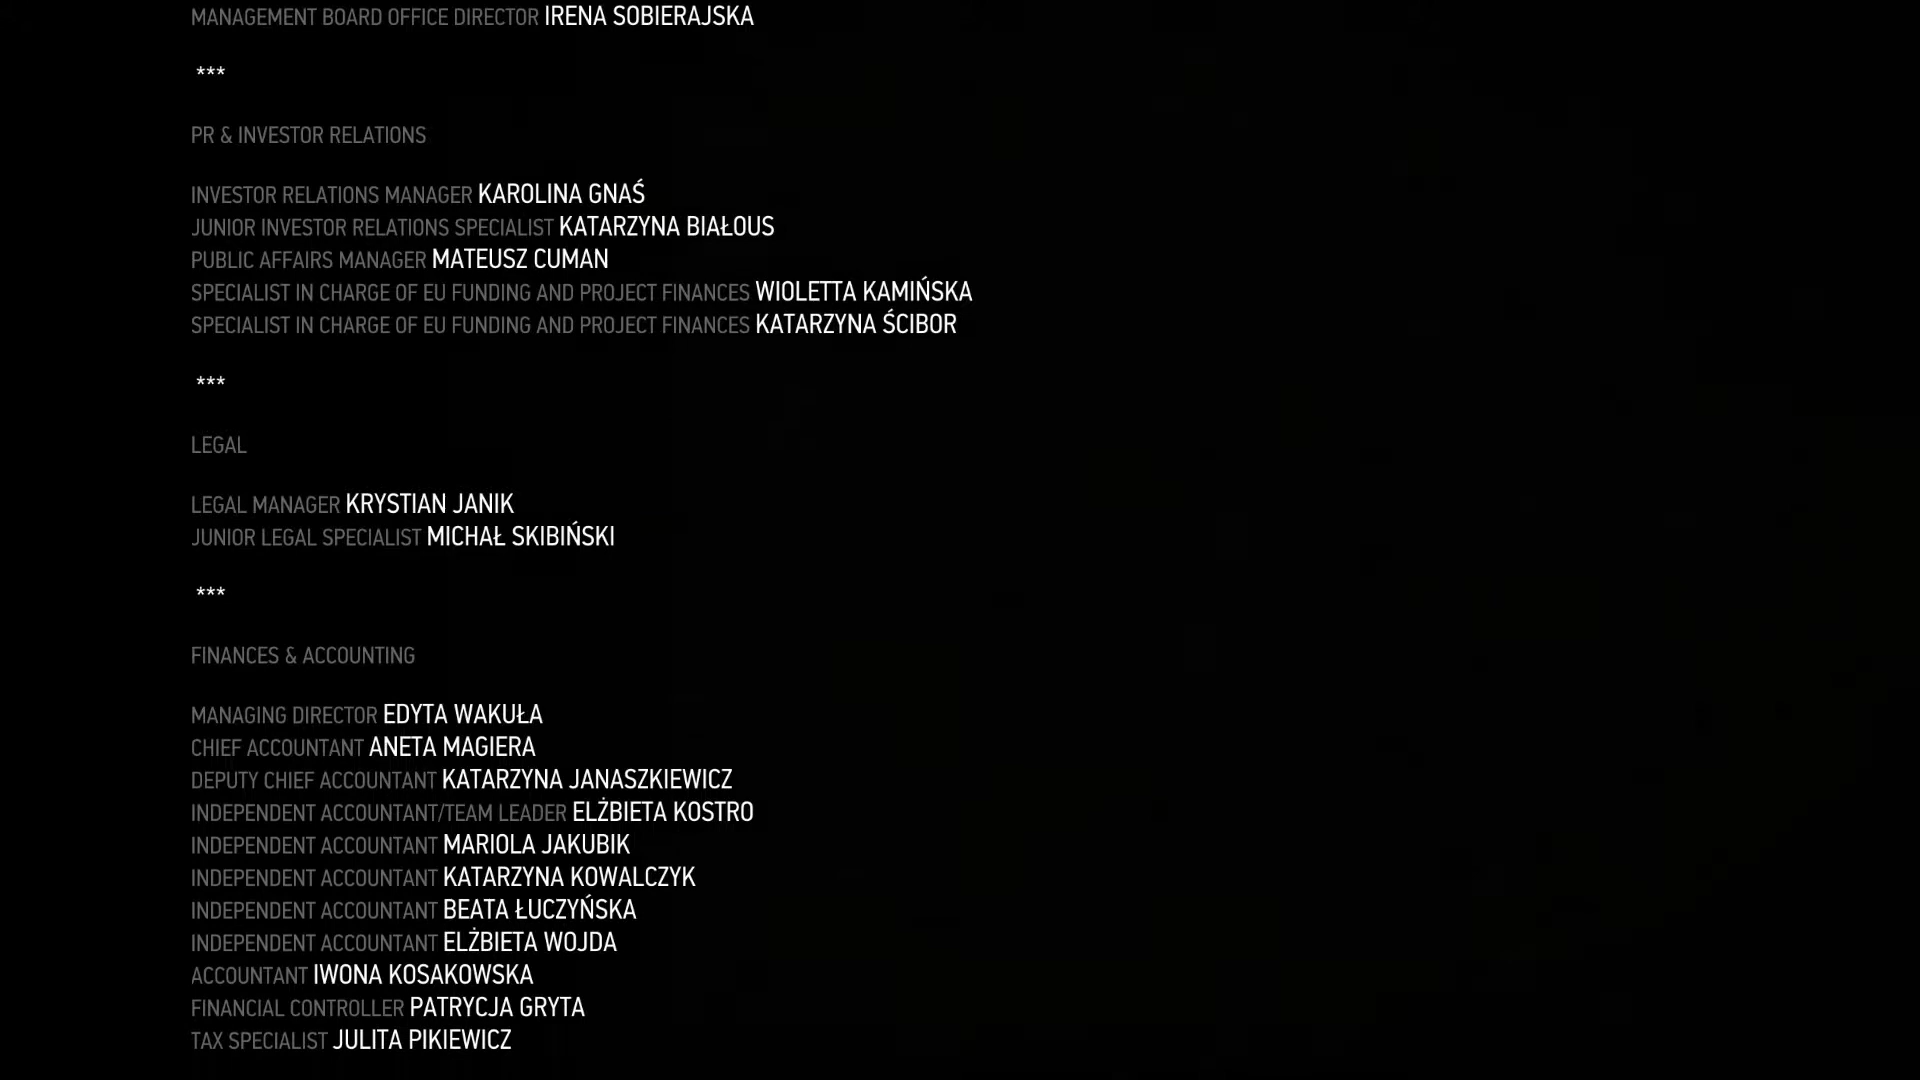 MANAGEMENT BOARD OFFICE DIRECTOR IRENA SOBIERAJSKA
***
PR & INVESTOR RELATIONS
INVESTOR RELATIONS MANAGER KAROLINA GNAŚ
JUNIOR INVESTOR RELATIONS SPECIALIST KATARZYNA BIAŁOUS
PUBLIC AFFAIRS MANAGER MATEUSZ CUMAN
SPECIALIST IN CHARGE OF EU FUNDING AND PROJECT FINANCES WIOLETTA KAMIŃSKA
SPECIALIST IN CHARGE OF EU FUNDING AND PROJECT FINANCES KATARZYNA ŚCIBOR
***
LEGAL
LEGAL MANAGER KRYSTIAN JANIK
JUNIOR LEGAL SPECIALIST MICHAŁ SKIBIŃSKI
***
FINANCES & ACCOUNTING
MANAGING DIRECTOR EDYTA WAKUŁA
CHIEF ACCOUNTANT ANETA MAGIERA
DEPUTY CHIEF ACCOUNTANT KATARZYNA JANASZKIEWICZ
INDEPENDENT ACCOUNTANT/TEAM LEADER ELŻBIETA KOSTRO
INDEPENDENT ACCOUNTANT MARIOLA JAKUBIK
INDEPENDENT ACCOUNTANT KATARZYNA KOWALCZYK
INDEPENDENT ACCOUNTANT BEATA ŁUCZYŃSKA
INDEPENDENT ACCOUNTANT ELŻBIETA WOJDA
ACCOUNTANT IWONA KOSAKOWSKA
FINANCIAL CONTROLLER PATRYCJA GRYTA
TAX SPECIALIST JULITA PIKIEWICZ